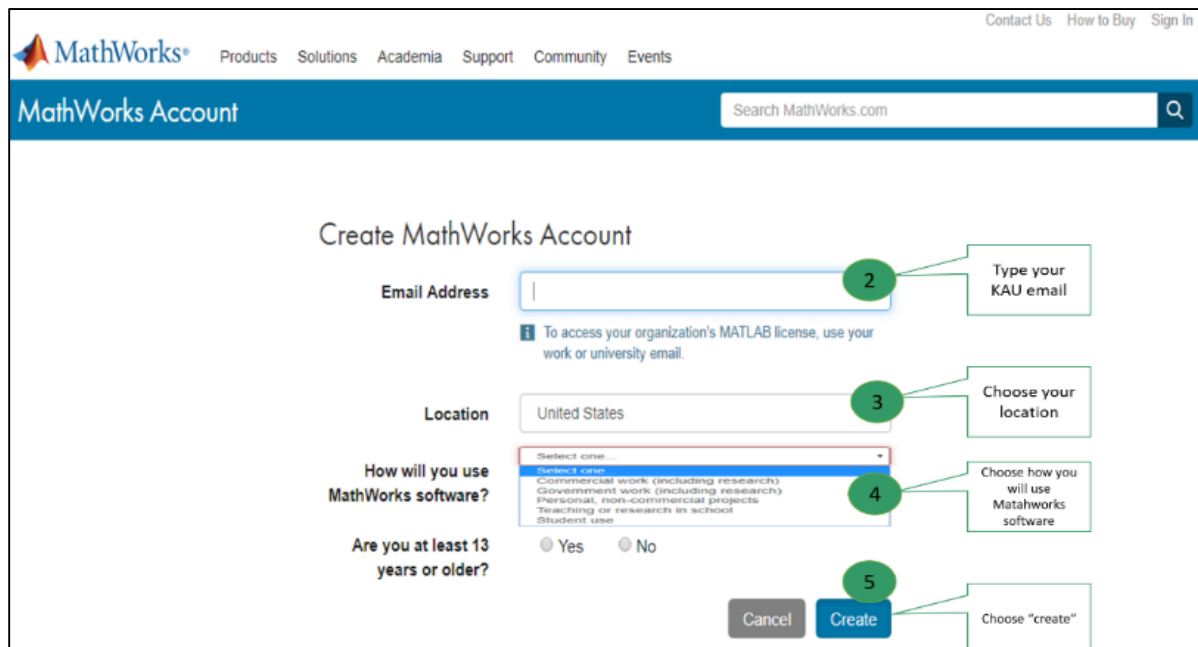 Contact Us How to Buy Sign In
MathWorks®
Products Solutions Academia Support Community Events
MathWorks Account
Search MathWorks.com
Create MathWorks Account
Email Address
2
Type your
KAU email
i To access your organization's MATLAB license, use your
work or university email.
Location
United States
3
Choose your
location
How will you use
MathWorks software?
Select one...
Select one...
Commercial work (including research)
Government work (including research)
Personal, non-commercial projects
Teaching or research in school
Student use
4
Choose how you
will use
Matahworks
software
Are you at least 13
years or older?
Yes No
5
Cancel Create
Choose "create"